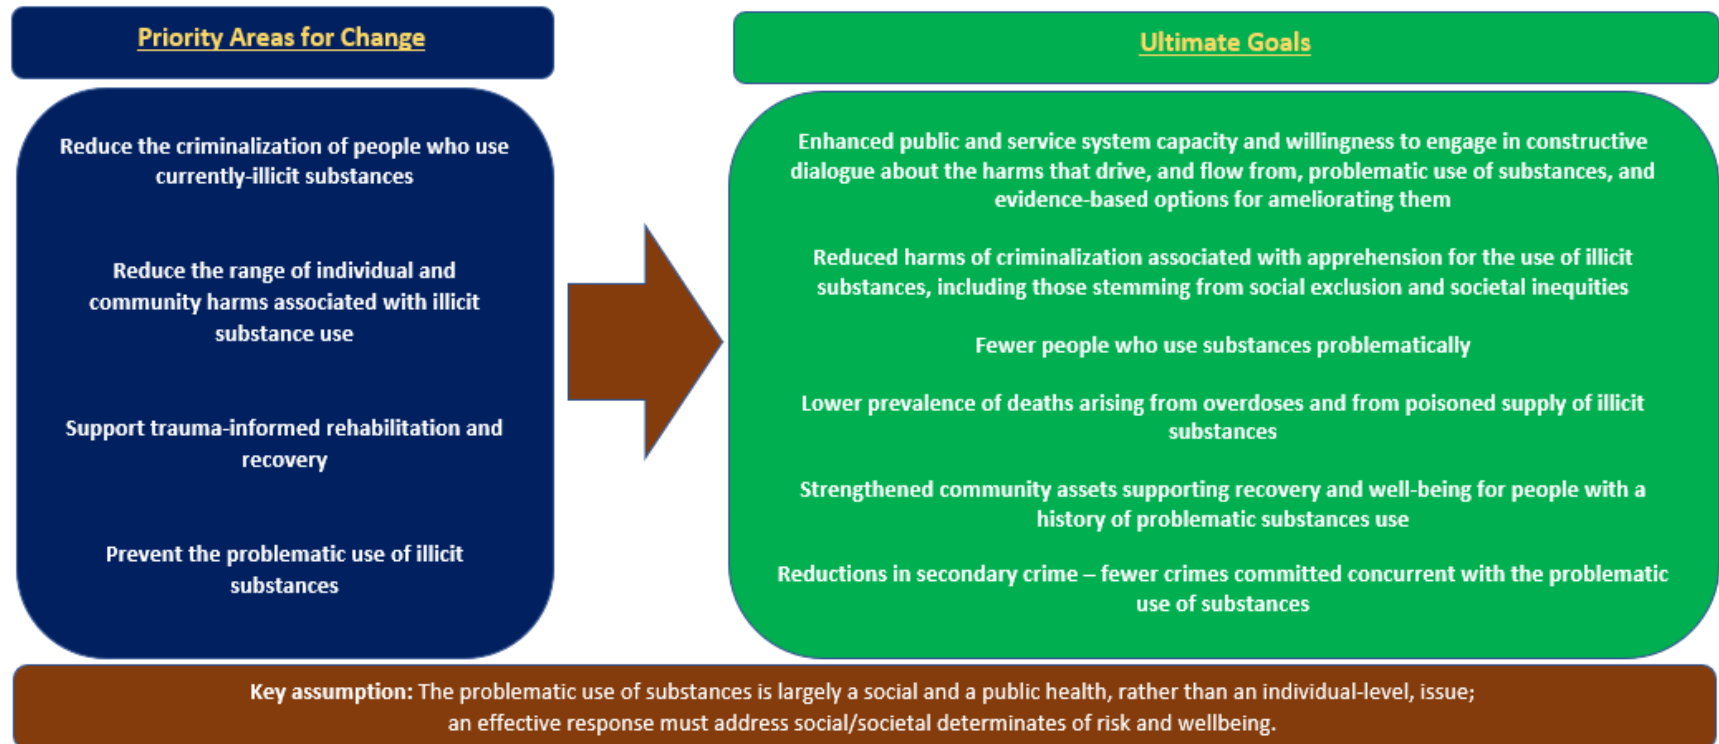 Priority Areas for Change
Reduce the criminalization of people who use
currently-illicit substances
Reduce the range of individual and
community harms associated with illicit
substance use
Support trauma-informed rehabilitation and
recovery
Prevent the problematic use of illicit
substances
Ultimate Goals
Enhanced public and service system capacity and willingness to engage in constructive
dialogue about the harms that drive, and flow from, problematic use of substances, and
evidence-based options for ameliorating them
Reduced harms of criminalization associated with apprehension for the use of illicit
substances, including those stemming from social exclusion and societal inequities
Fewer people who use substances problematically
Lower prevalence of deaths arising from overdoses and from poisoned supply of illicit
substances
Strengthened community assets supporting recovery and well-being for people with a
history of problematic substances use
Reductions in secondary crime – fewer crimes committed concurrent with the problematic
use of substances
Key assumption: The problematic use of substances is largely a social and a public health, rather than an individual-level, issue;
an effective response must address social/societal determinates of risk and wellbeing.